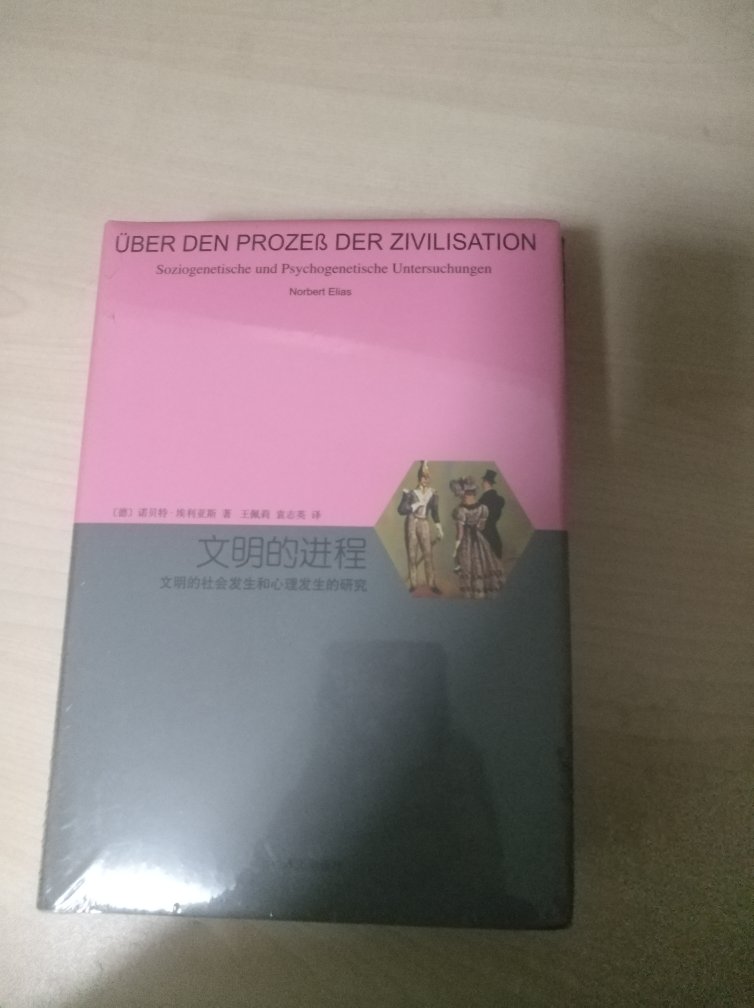 ÜBER DEN PROZEß DER ZIVILISATION
Soziogenetische und Psychogenetische Untersuchungen
Norbert Elias
〔德〕诺贝特·埃利亚斯 著 王佩莉 袁志英 译
文明的进程
文明的社会发生和心理发生的研究